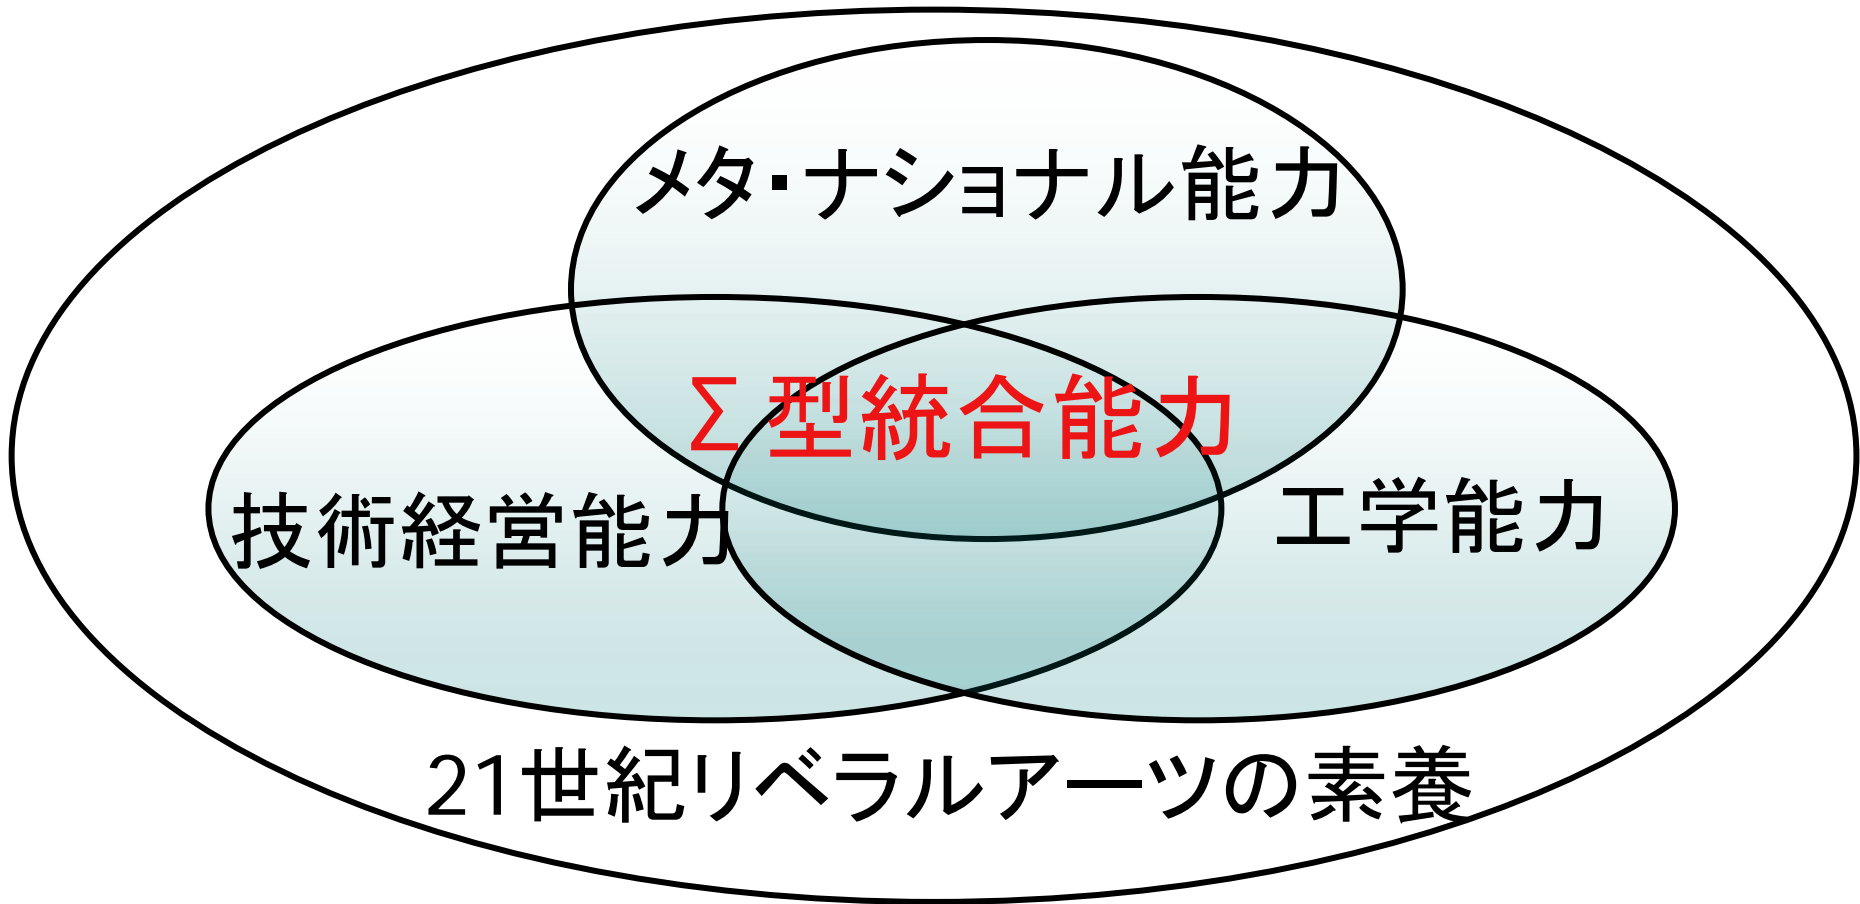 メタ・ナショナル能力
Σ型統合能力
技術経営能力
工学能力
21世紀リベラルアーツの素養